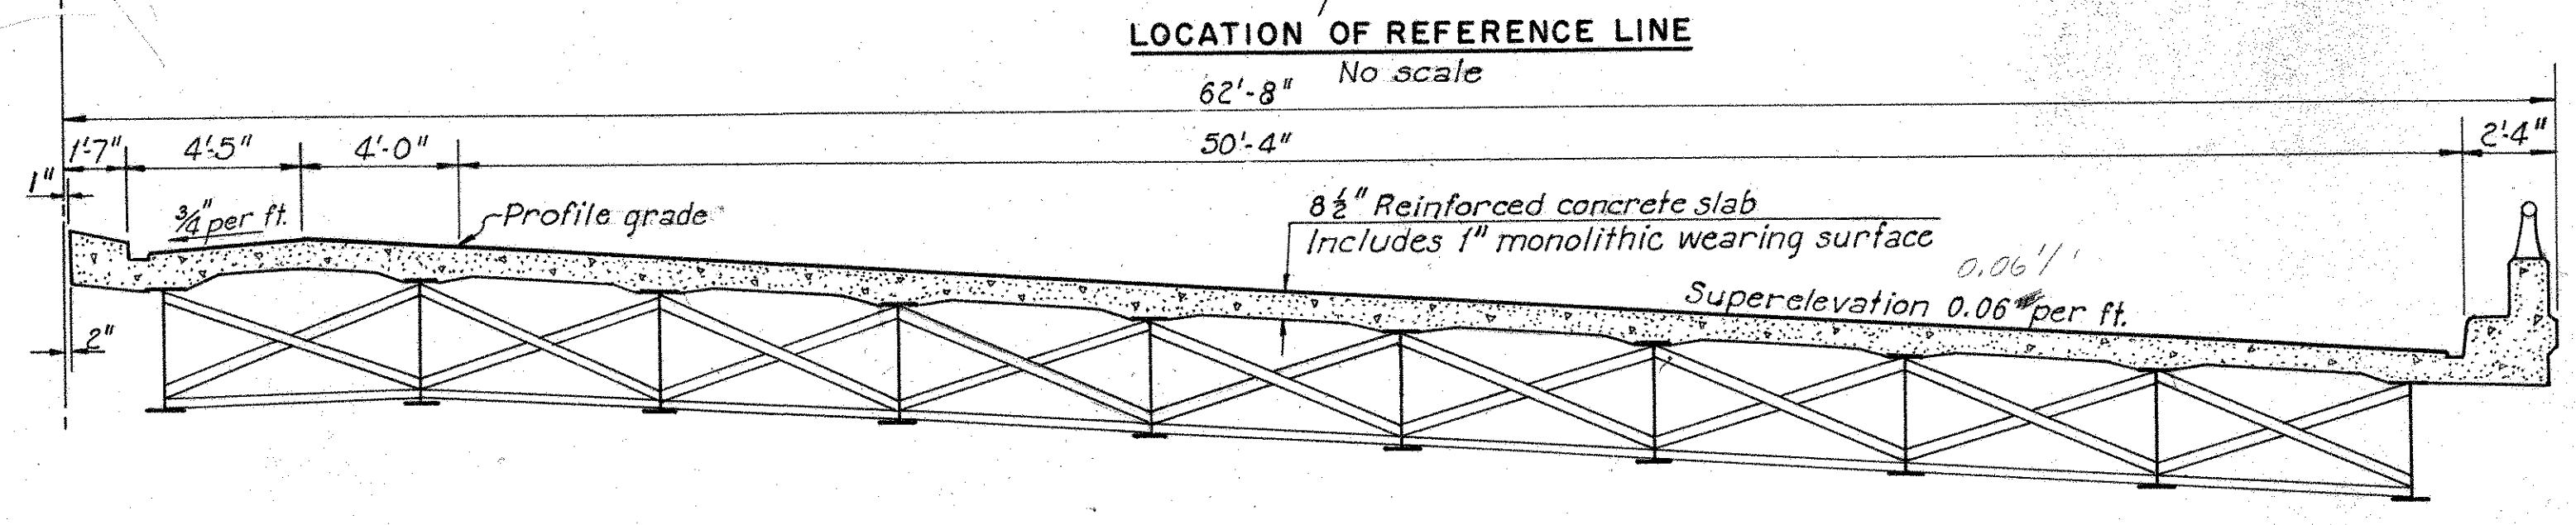 LOCATION OF REFERENCE LINE
No scale
62'-8"
1'-7" 4'-5" 4'-0" 50'-4" 2'-4"
1"
3/4" per ft.
Profile grade
8 1/2" Reinforced concrete slab
Includes 1" monolithic wearing surface
0.06'/'
Superelevation 0.06 per ft.
2"